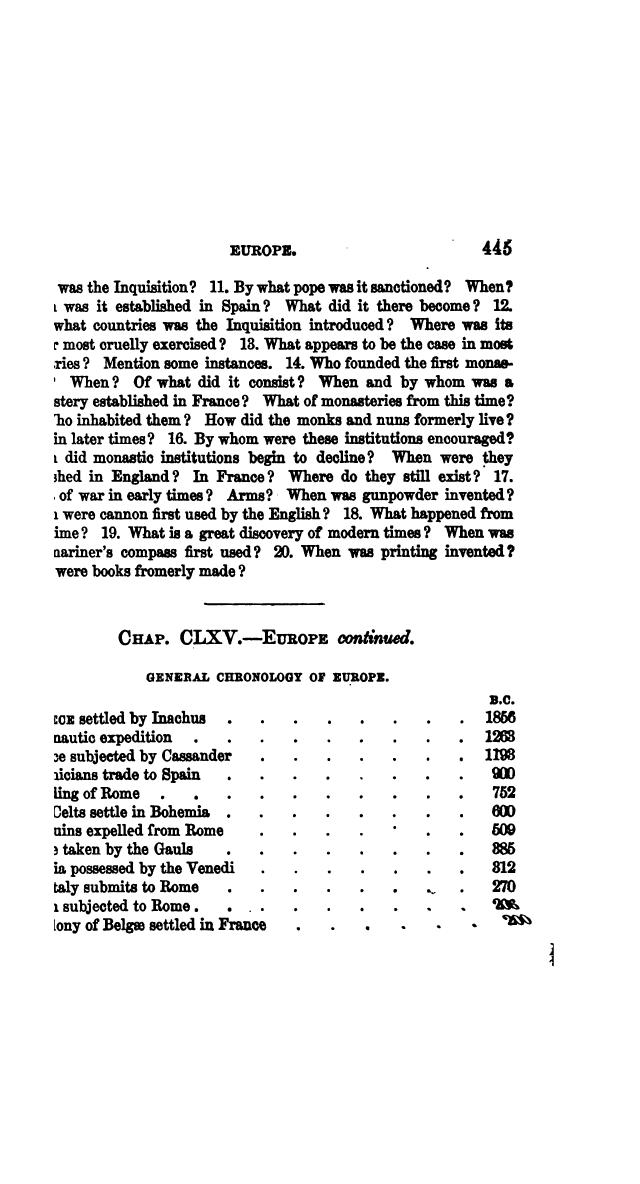 EUROPE. 445
was the Inquisition? 11. By what pope was it sanctioned? When?
was it established in Spain? What did it there become? 12.
what countries was the Inquisition introduced? Where was its
r most cruelly exercised? 13. What appears to be the case in most
ries? Mention some instances. 14. Who founded the first monas-
When? Of what did it consist? When and by whom was a
stery established in France? What of monasteries from this time?
ho inhabited them? How did the monks and nuns formerly live?
in later times? 16. By whom were these institutions encouraged?
did monastic institutions begin to decline? When were they
shed in England? In France? Where do they still exist? 17.
of war in early times? Arms? When was gunpowder invented?
were cannon first used by the English? 18. What happened from
ime? 19. What is a great discovery of modern times? When was
nariner's compass first used? 20. When was printing invented?
were books fromerly made?
CHAP. CLXV.—EUROPE continued.
GENERAL CHRONOLOGY OF EUROPE.
B.C.
ECE settled by Inachus . . . . . . . . 1856
nautic expedition . . . . . . . . . 1263
ce subjected by Cassander . . . . . . . 1193
nicians trade to Spain . . . . . . . . 900
ling of Rome . . . . . . . . . . 752
Celts settle in Bohemia . . . . . . . . 600
uins expelled from Rome . . . . . . . 509
e taken by the Gauls . . . . . . . . 385
ia possessed by the Venedi . . . . . . . 312
taly submits to Rome . . . . . . . . 270
subjected to Rome . . . . . . . . . 206
lony of Belgæ settled in France . . . . . . 200